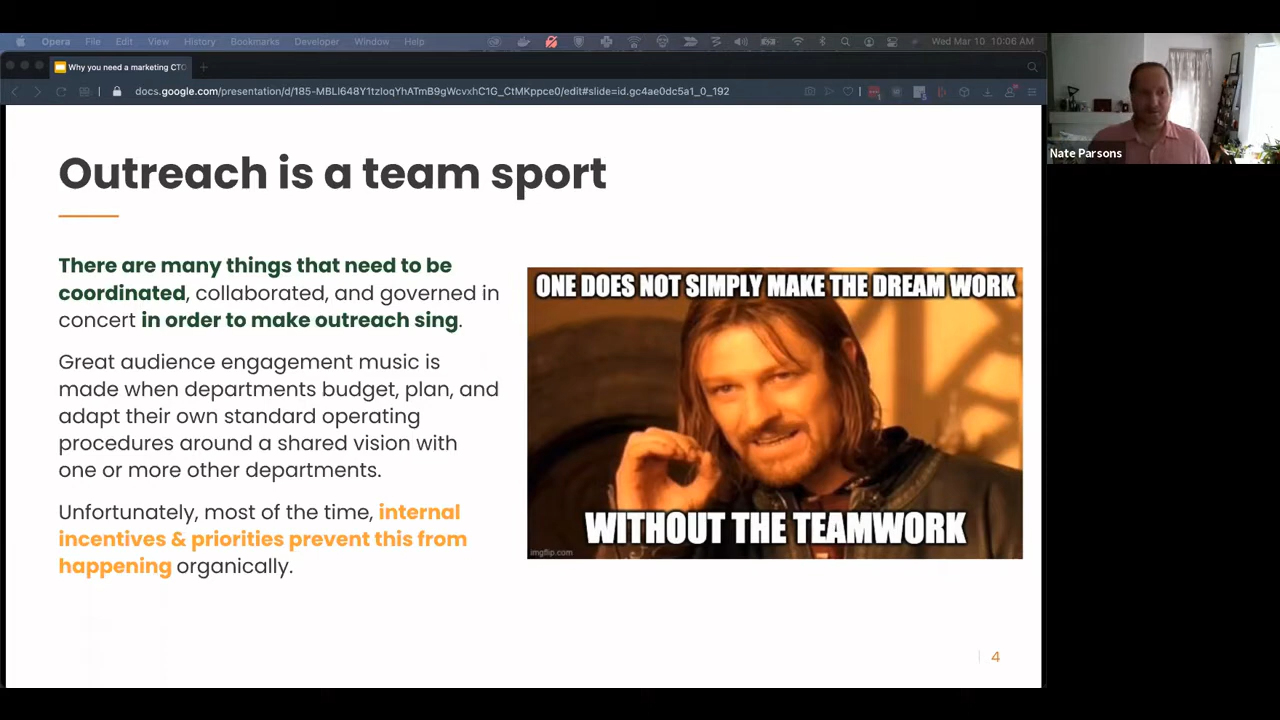 Opera File Edit View History Bookmarks Developer Window Help Wed Mar 10 10:06 AM
Why you need a marketing CTO
docs.google.com/presentation/d/185-MBLI648Y1tzIoqYhATmB9gWcvxhC1G_CtMKppce0/edit#slide=id.gc4ae0dc5a1_0_192
Nate Parsons
Outreach is a team sport
There are many things that need to be
coordinated, collaborated, and governed in
concert in order to make outreach sing.
Great audience engagement music is
made when departments budget, plan, and
adapt their own standard operating
procedures around a shared vision with
one or more other departments.
Unfortunately, most of the time, internal
incentives & priorities prevent this from
happening organically.
ONE DOES NOT SIMPLY MAKE THE DREAM WORK
WITHOUT THE TEAMWORK
imgflip.com
4